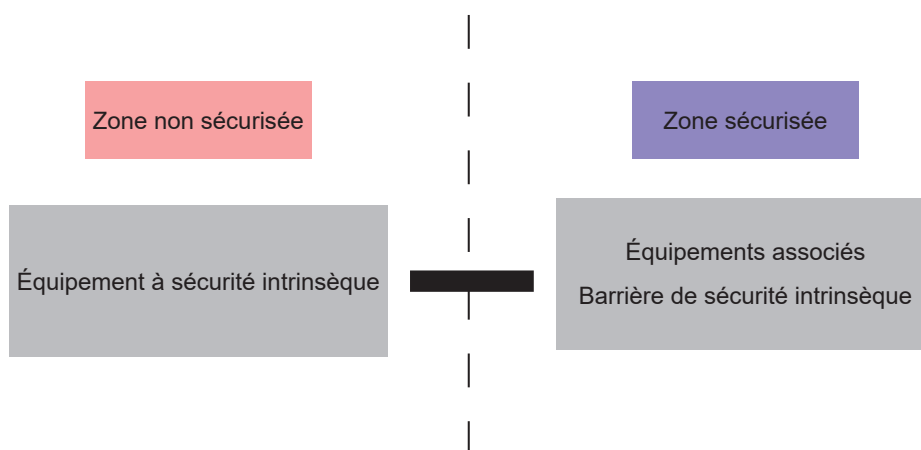 Zone non sécurisée
Zone sécurisée
Équipement à sécurité intrinsèque
Équipements associés
Barrière de sécurité intrinsèque